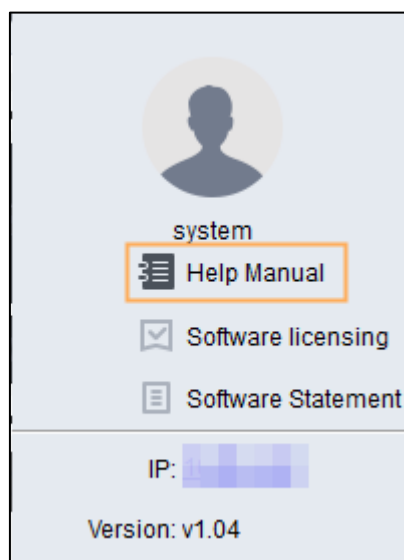 system
Help Manual
Software licensing
Software Statement
IP:
Version: v1.04